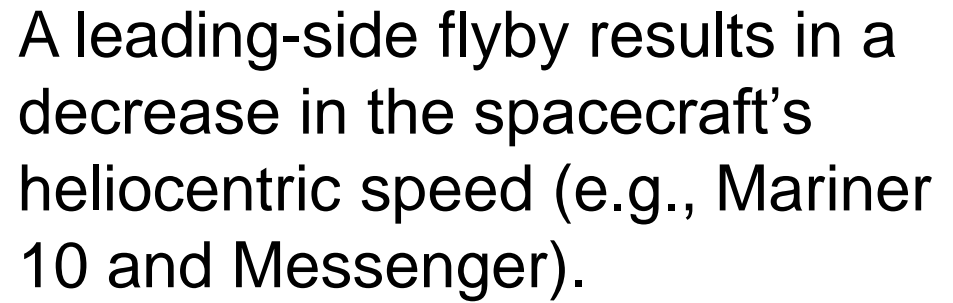 A leading-side flyby results in a
decrease in the spacecraft’s
heliocentric speed (e.g., Mariner
10 and Messenger).